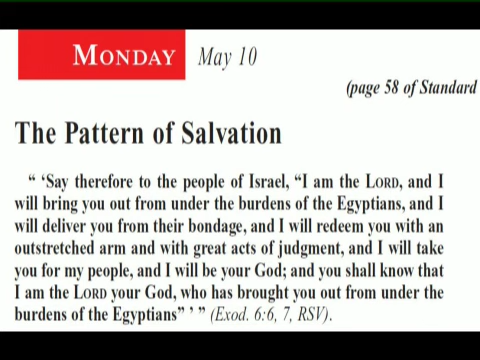 MONDAY May 10
(page 58 of Standard
The Pattern of Salvation
“ ‘Say therefore to the people of Israel, “I am the LORD, and I
will bring you out from under the burdens of the Egyptians, and I
will deliver you from their bondage, and I will redeem you with an
outstretched arm and with great acts of judgment, and I will take
you for my people, and I will be your God; and you shall know that
I am the LORD your God, who has brought you out from under the
burdens of the Egyptians” ’ ” (Exod. 6:6, 7, RSV).